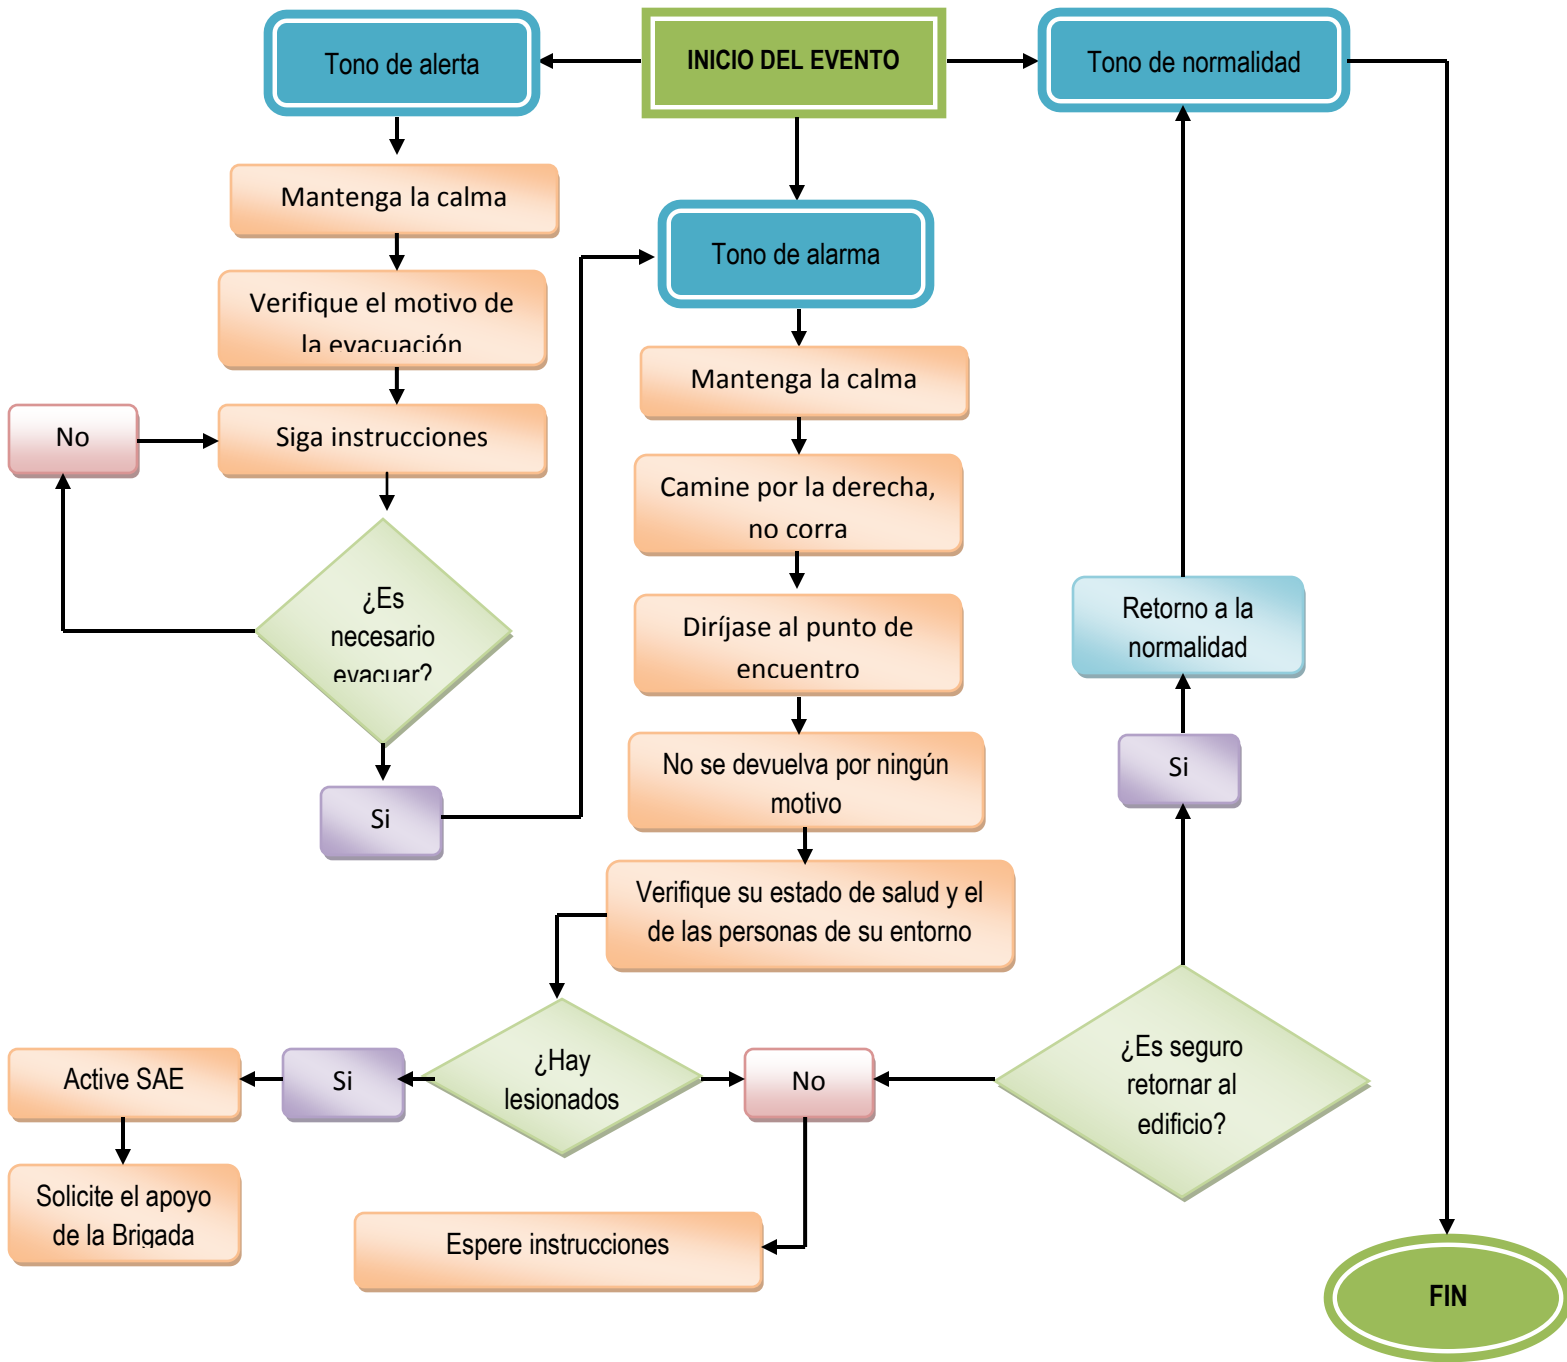 Tono de alerta
INICIO DEL EVENTO
Tono de normalidad
Mantenga la calma
Verifique el motivo de
la evacuación
No
Siga instrucciones
¿Es
necesario
evacuar?
Si
Tono de alarma
Mantenga la calma
Camine por la derecha,
no corra
Diríjase al punto de
encuentro
No se devuelva por ningún
motivo
Verifique su estado de salud y el
de las personas de su entorno
Retorno a la
normalidad
Si
Active SAE
Si
¿Hay
lesionados
No
¿Es seguro
retornar al
edificio?
Solicite el apoyo
de la Brigada
Espere instrucciones
FIN